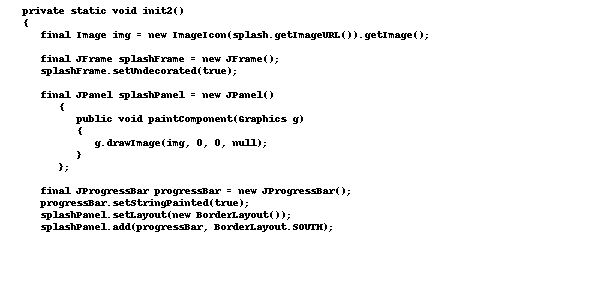 private static void init2()
{
final Image img = new ImageIcon(splash.getImageURL()).getImage();
final JFrame splashFrame = new JFrame();
splashFrame.setUndecorated(true);
final JPanel splashPanel = new JPanel()
{
public void paintComponent(Graphics g)
{
g.drawImage(img, 0, 0, null);
}
};
final JProgressBar progressBar = new JProgressBar();
progressBar.setStringPainted(true);
splashPanel.setLayout(new BorderLayout());
splashPanel.add(progressBar, BorderLayout.SOUTH);